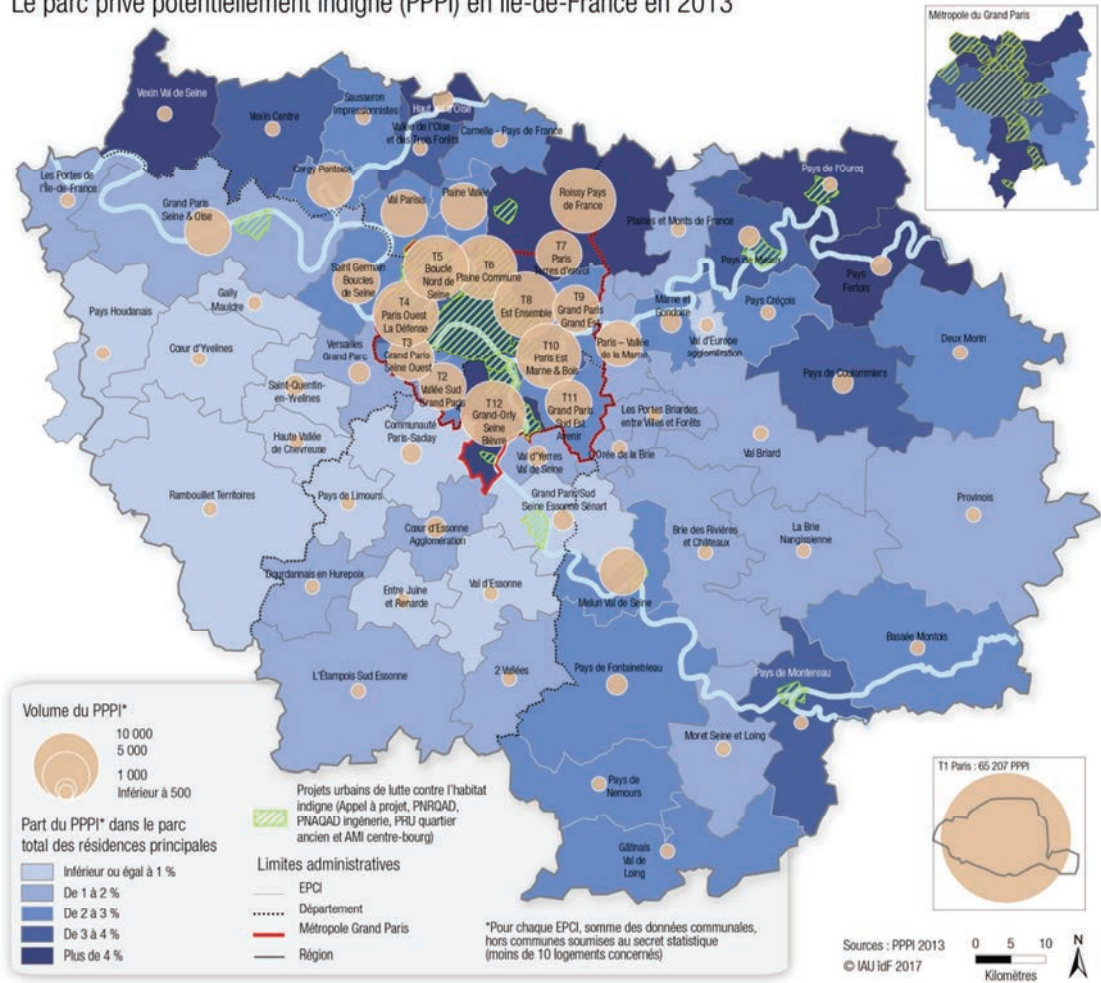 Le parc privé potentiellement indigne (PPPI) en Île-de-France en 2013
Métropole du Grand Paris
Vexin Val de Seine
Vexin Centre
Sausseron
Impressionnistes
Haut Val d'Oise
Vallée de l'Oise
et des Trois Forêts
Carnelle - Pays de France
Les Portes de
l'Île-de-France
Grand Paris
Seine & Oise
Cergy Pontoise
Val Parisis
Plaine Vallée
Roissy Pays
de France
Pays de l'Ourcq
Plaines et Monts de France
Pays de Meaux
Pays
Fertois
T5
Boucle
Nord de
Seine
T6
Plaine Commune
T7
Paris
Terres d'envol
Saint Germain
Boucles
de Seine
T4
Paris Ouest
La Défense
T8
Est Ensemble
T9
Grand Paris
Grand Est
Marne et
Gondoire
Val d'Europe
agglomération
Pays Créçois
Deux Morin
Gally
Mauldre
Pays Houdanais
Cœur d'Yvelines
Versailles
Grand Parc
T3
Grand Paris
Seine Ouest
T10
Paris Est
Marne & Bois
Paris – Vallée
de la Marne
Pays de Coulommiers
Saint-Quentin-
en-Yvelines
T2
Vallée Sud
Grand Paris
T12
Grand-Orly
Seine
Bièvre
T11
Grand Paris
Sud Est
Avenir
Les Portes Briardes
entre Villes et Forêts
Haute Vallée
de Chevreuse
Communauté
Paris-Saclay
Val d'Yerres
Val de Seine
L'Orée de la Brie
Val Briard
Rambouillet Territoires
Pays de Limours
Grand Paris Sud
Seine Essonne Sénart
Provinois
Cœur d'Essonne
Agglomération
Brie des Rivières
et Châteaux
La Brie
Nangissienne
Dourdannais en Hurepoix
Entre Juine
et Renarde
Val d'Essonne
Melun Val de Seine
Bassée Montois
L'Étampois Sud Essonne
2 Vallées
Pays de Fontainebleau
Pays de Montereau
Moret Seine et Loing
Pays de
Nemours
Gâtinais
Val de
Loing
Volume du PPPI*
10 000
5 000
1 000
Inférieur à 500
Part du PPPI* dans le parc
total des résidences principales
Inférieur ou égal à 1 %
De 1 à 2 %
De 2 à 3 %
De 3 à 4 %
Plus de 4 %
Projets urbains de lutte contre l'habitat
indigne (Appel à projet, PNRQAD,
PNAQAD ingénerie, PRU quartier
ancien et AMI centre-bourg)
Limites administratives
EPCI
Département
Métropole Grand Paris
Région
*Pour chaque EPCI, somme des données communales,
hors communes soumises au secret statistique
(moins de 10 logements concernés)
T1 Paris : 65 207 PPPI
Sources : PPPI 2013
© IAU îdF 2017
0 5 10
Kilomètres
N